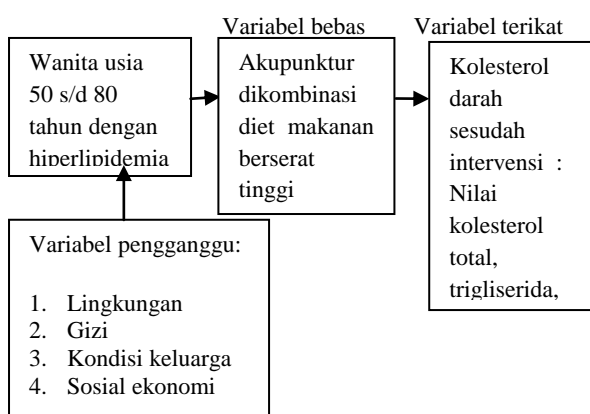 Variabel bebas
Variabel terikat
Wanita usia
50 s/d 80
tahun dengan
hiperlipidemia
Akupunktur
dikombinasi
diet makanan
berserat
tinggi
Kolesterol
darah
sesudah
intervensi :
Nilai
kolesterol
total,
trigliserida,
Variabel pengganggu:
1. Lingkungan
2. Gizi
3. Kondisi keluarga
4. Sosial ekonomi